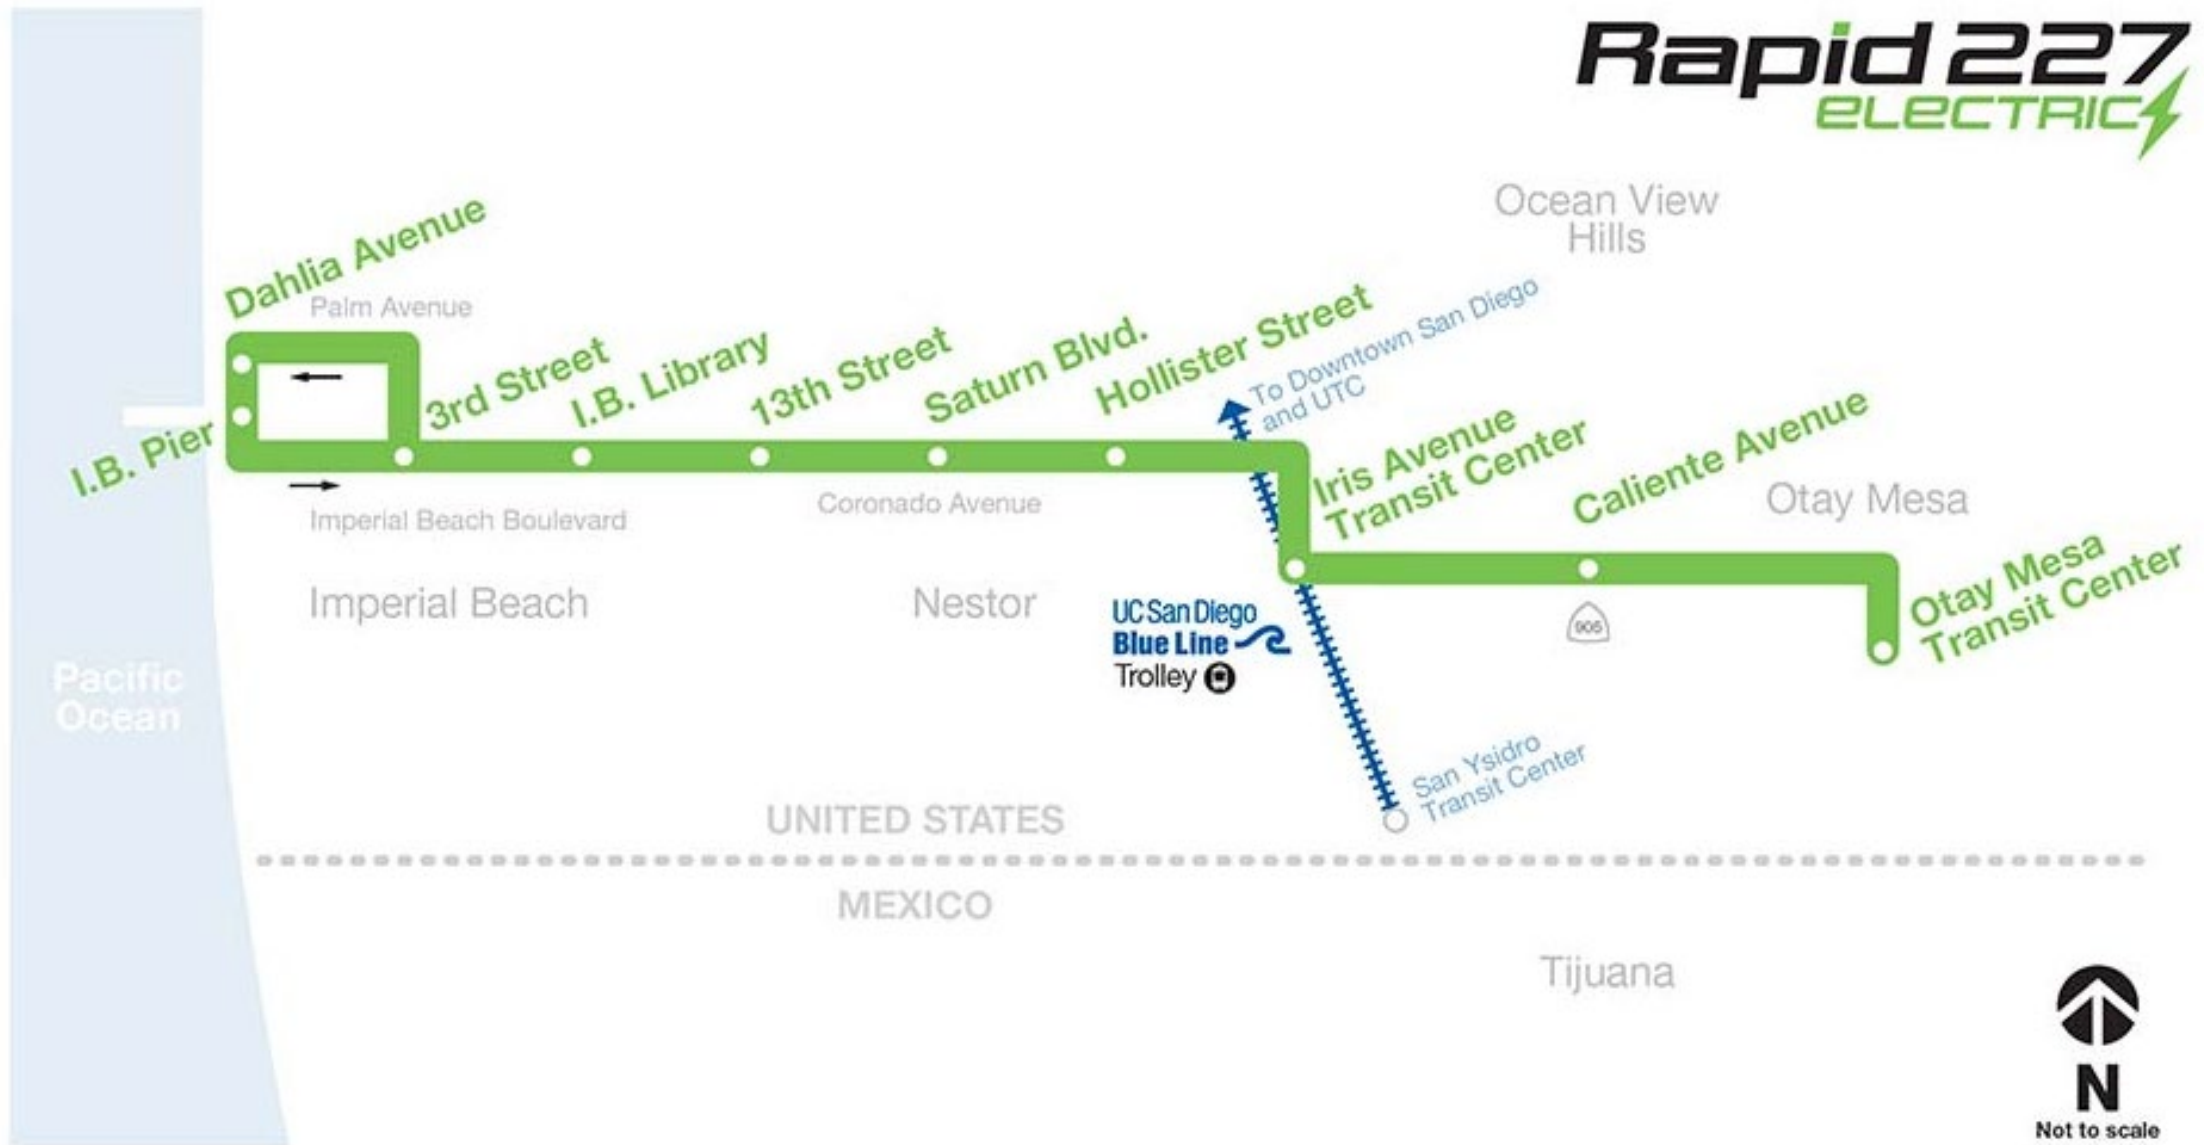 Rapid 227
ELECTRIC
Ocean View
Hills
Dahlia Avenue
Palm Avenue
I.B. Pier
3rd Street
I.B. Library
13th Street
Saturn Blvd.
Hollister Street
To Downtown San Diego
and UTC
Iris Avenue
Transit Center
Caliente Avenue
Otay Mesa
Otay Mesa
Transit Center
Imperial Beach Boulevard
Coronado Avenue
Imperial Beach
Nestor
UC San Diego
Blue Line
Trolley
905
Pacific
Ocean
San Ysidro
Transit Center
UNITED STATES
MEXICO
Tijuana
N
Not to scale